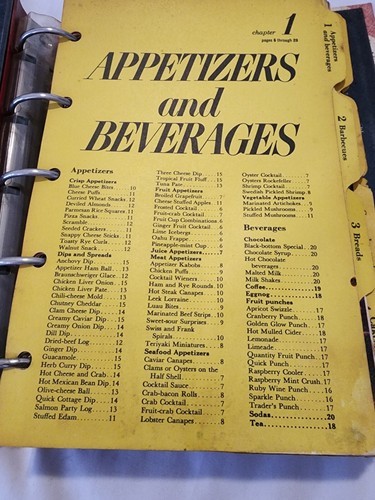 chapter 1
pages 6 through 20
APPETIZERS
and
BEVERAGES
1 Appetizers
and beverages
2 Barbecues
3 Breads
Appetizers
Crisp Appetizers
Blue Cheese Bites . . 10
Cheese Puffs . . . . 11
Curried Wheat Snacks . 12
Deviled Almonds . . . 12
Parmesan Rice Squares . 11
Pizza Snacks . . . . 11
Scramble . . . . 12
Seeded Crackers . . . 11
Snappy Cheese Sticks . . 11
Toasty Rye Curls . . . 12
Walnut Snack . . . . 12
Dips and Spreads
Anchovy Dip . . . . 15
Appetizer Ham Ball . . 13
Braunschweiger Glace . . 12
Chicken Liver Onion . . 15
Chicken Liver Pate . . 13
Chili-cheese Mold . . 13
Chutney Cheddar . . . 15
Clam Cheese Dip . . . 14
Creamy Caviar Dip . . 15
Creamy Onion Dip . . 14
Dill Dip . . . . 14
Dried-beef Log . . . 12
Ginger Dip . . . . 14
Guacamole . . . . 15
Herb Curry Dip . . . 15
Hot Cheese and Crab . . 14
Hot Mexican Bean Dip . 14
Olive-cheese Ball . . 13
Quick Cottage Dip . . 14
Salmon Party Log . . . 13
Stuffed Edam . . . . 11
Three Cheese Dip . . . 15
Tropical Fruit Fluff . . 15
Tuna Pate . . . . 13
Fruit Appetizers
Broiled Grapefruit . . 7
Cheese Stuffed Apples . 11
Frosted Cocktail . . . 6
Fruit-crab Cocktail . . 7
Fruit Cup Combinations . 6
Ginger Fruit Cocktail . . 6
Lime Icebergs . . . 6
Oahu Frappe . . . . 6
Pineapple-mint Cup . . 6
Juice Appetizers . . . 7
Meat Appetizers
Appetizer Kabobs . . . 8
Chicken Puffs . . . 9
Cocktail Wieners . . . 10
Ham and Rye Rounds . . 10
Hot Steak Canapes . . 10
Leek Lorraine . . . 10
Luau Bites . . . . 9
Marinated Beef Strips . . 10
Sweet-sour Surprises . . 9
Swiss and Frank
Spirals . . . . 10
Teriyaki Miniatures . . 8
Seafood Appetizers
Caviar Canapes . . . 8
Clams or Oysters on the
Half Shell . . . 7
Cocktail Sauce . . . 7
Crab-bacon Rolls . . . 8
Crab Cocktail . . . 7
Fruit-crab Cocktail . . 7
Lobster Canapes . . . 8
Oyster Cocktail . . . 7
Oysters Rockefeller . . 7
Shrimp Cocktail . . . 7
Swedish Pickled Shrimp . 8
Vegetable Appetizers
Marinated Artichokes . . 9
Pickled Mushrooms . . 9
Stuffed Mushrooms . . 11
Beverages
Chocolate
Black-bottom Special . . 20
Chocolate Syrup . . . 20
Hot Chocolate
beverages . . . 20
Malted Milk . . . . 20
Milk Shakes . . . . 20
Coffee . . . . . 19
Eggnog . . . . . 18
Fruit punches
Apricot Swizzle . . . 17
Cranberry Punch . . . 18
Golden Glow Punch . . 17
Hot Mulled Cider . . . 18
Lemonade . . . . 17
Limeade . . . . 17
Quantity Fruit Punch . . 17
Quick Punch . . . . 17
Raspberry Cooler . . . 17
Raspberry Mint Crush . 17
Ruby Wine Punch . . . 16
Sparkle Punch . . . 16
Trader's Punch . . . 17
Sodas . . . . . 20
Tea . . . . . 18